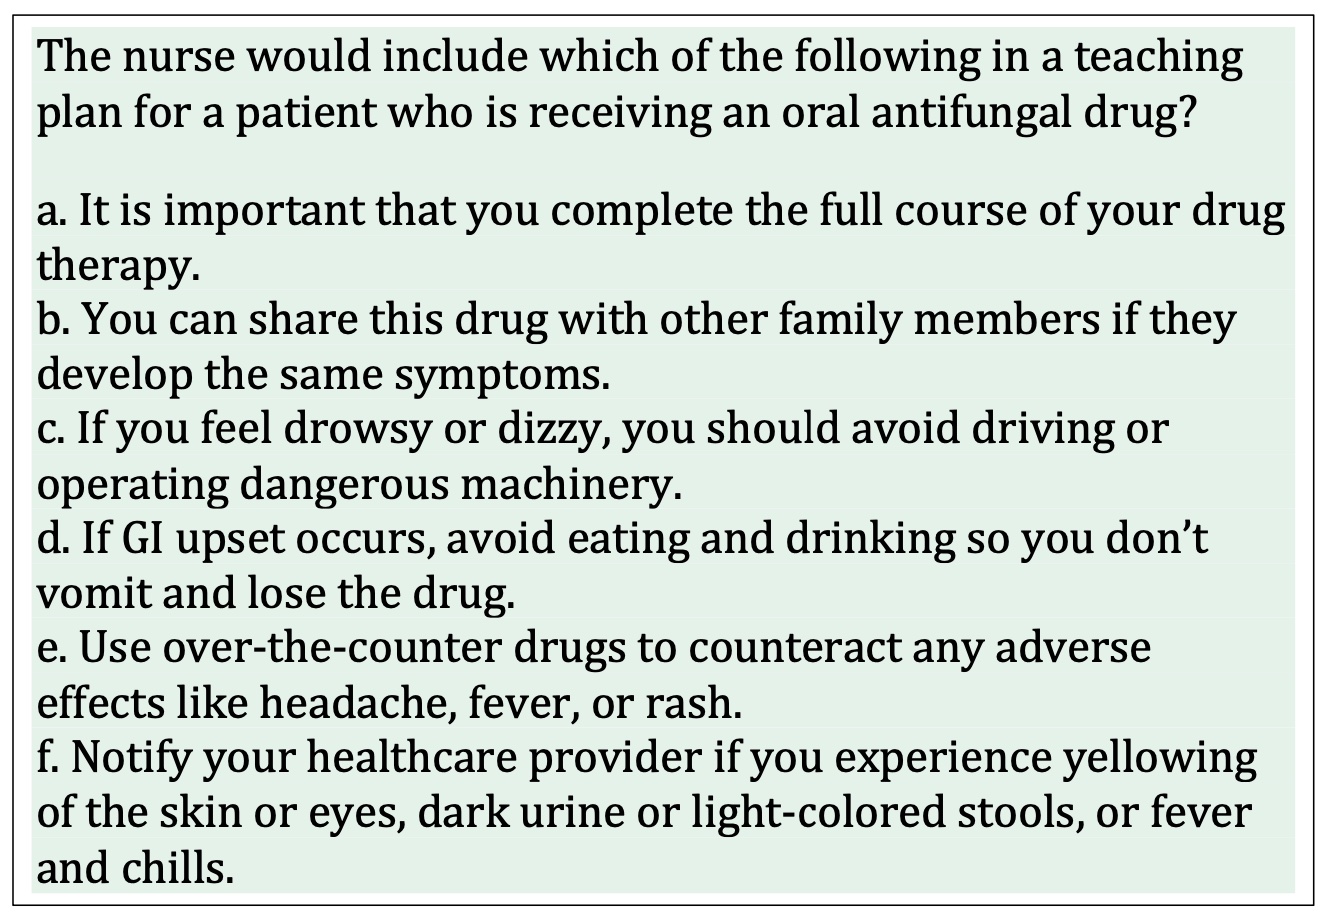 The nurse would include which of the following in a teaching
plan for a patient who is receiving an oral antifungal drug?
a. It is important that you complete the full course of your drug
therapy.
b. You can share this drug with other family members if they
develop the same symptoms.
c. If you feel drowsy or dizzy, you should avoid driving or
operating dangerous machinery.
d. If GI upset occurs, avoid eating and drinking so you don’t
vomit and lose the drug.
e. Use over-the-counter drugs to counteract any adverse
effects like headache, fever, or rash.
f. Notify your healthcare provider if you experience yellowing
of the skin or eyes, dark urine or light-colored stools, or fever
and chills.